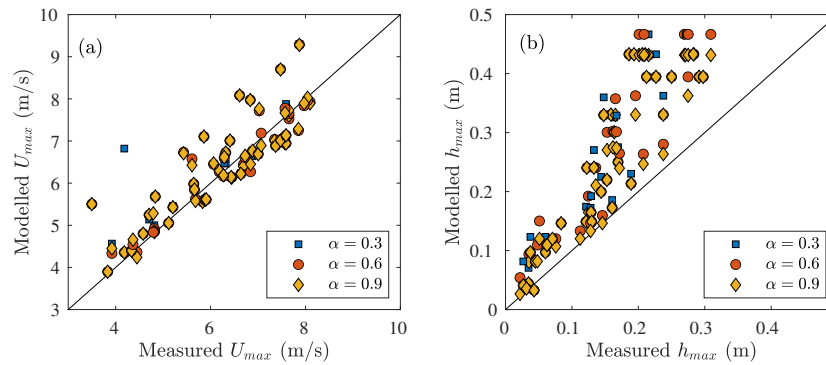 (a)
10
9
8
7
6
5
4
3
4
6
8
10
Modelled U_max (m/s)
Measured U_max (m/s)
α = 0.3
α = 0.6
α = 0.9
(b)
0.5
0.4
0.3
0.2
0.1
0
0
0.1
0.2
0.3
0.4
Modelled h_max (m)
Measured h_max (m)
α = 0.3
α = 0.6
α = 0.9